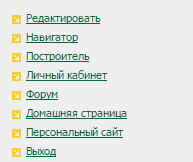 Редактировать
Навигатор
Построитель
Личный кабинет
Форум
Домашняя страница
Персональный сайт
Выход